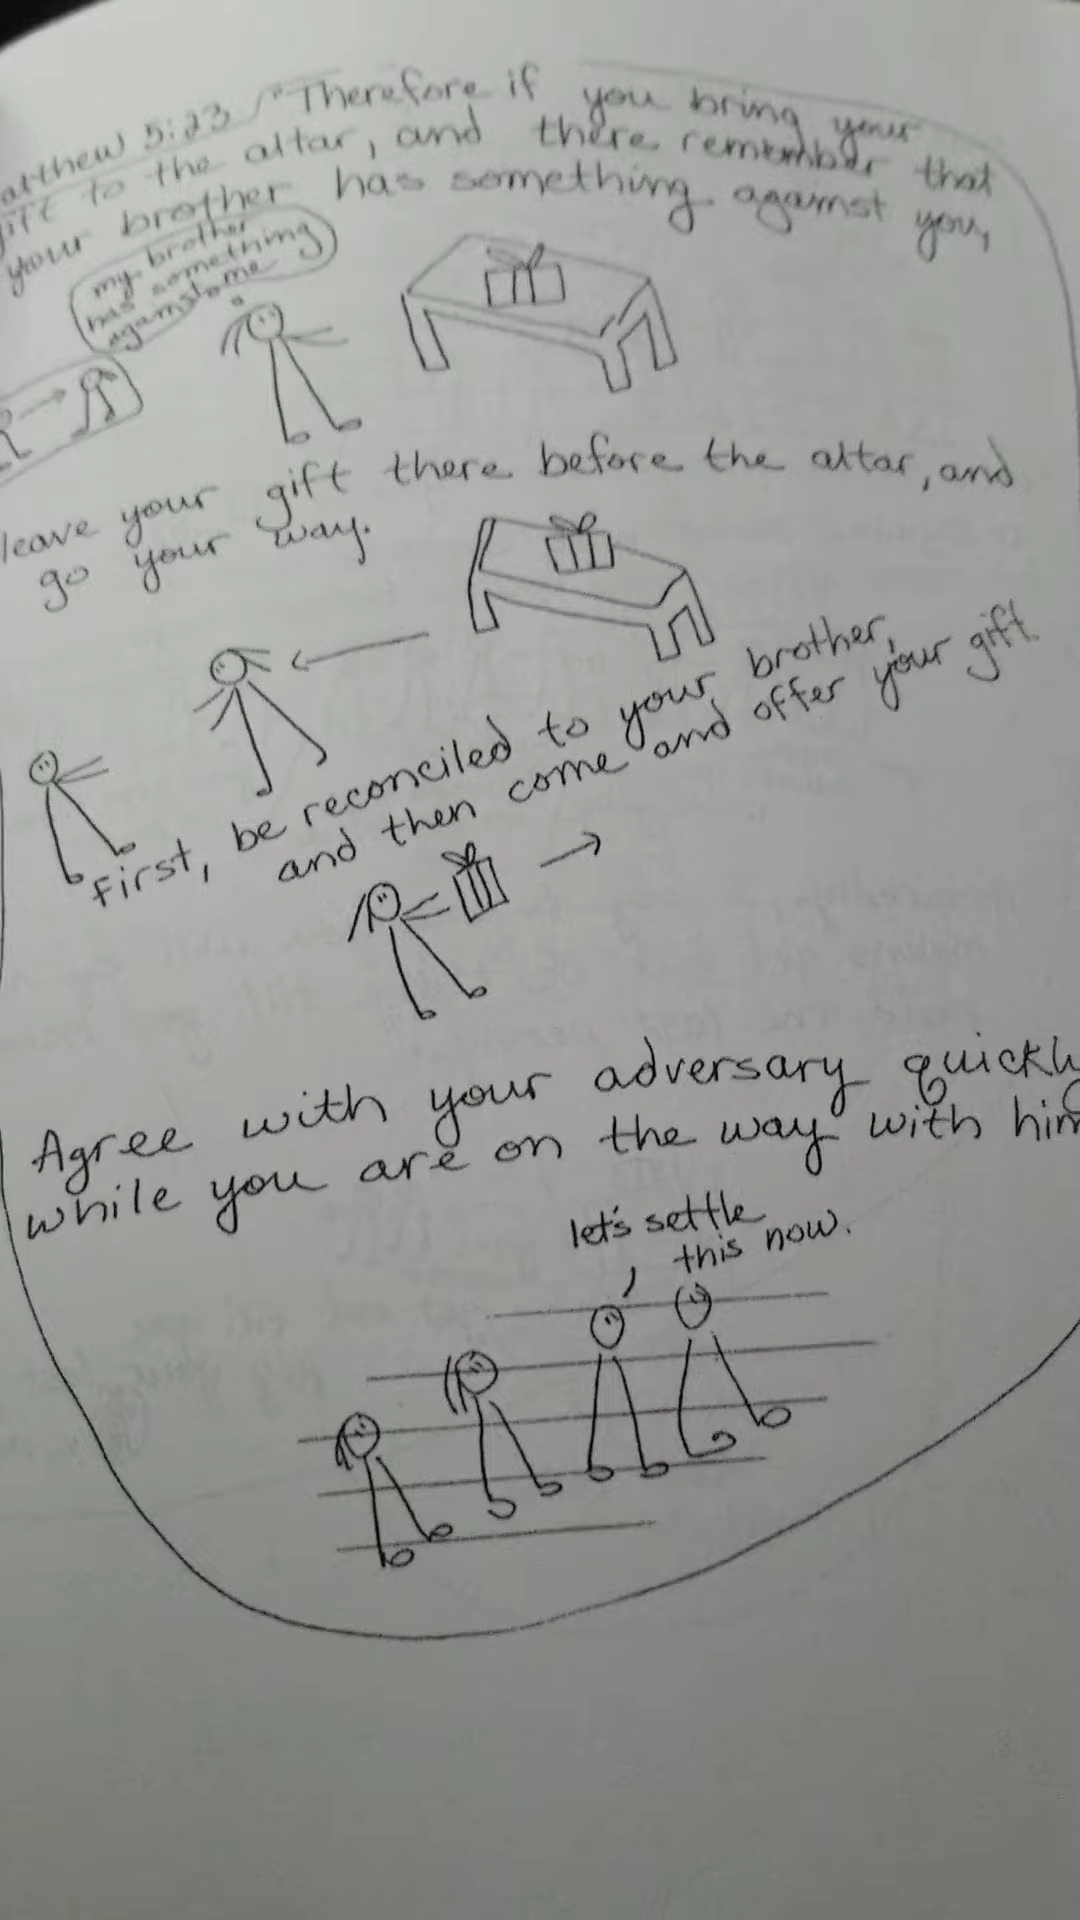 atthew 5:23 "Therefore if you bring your
gift to the altar, and there remember that
your brother has something against you,
my brother
has something
against me
leave your gift there before the altar, and
go your way.
First, be reconciled to your brother,
and then come and offer your gift.
Agree with your adversary quickly
while you are on the way with him
let's settle
this now.